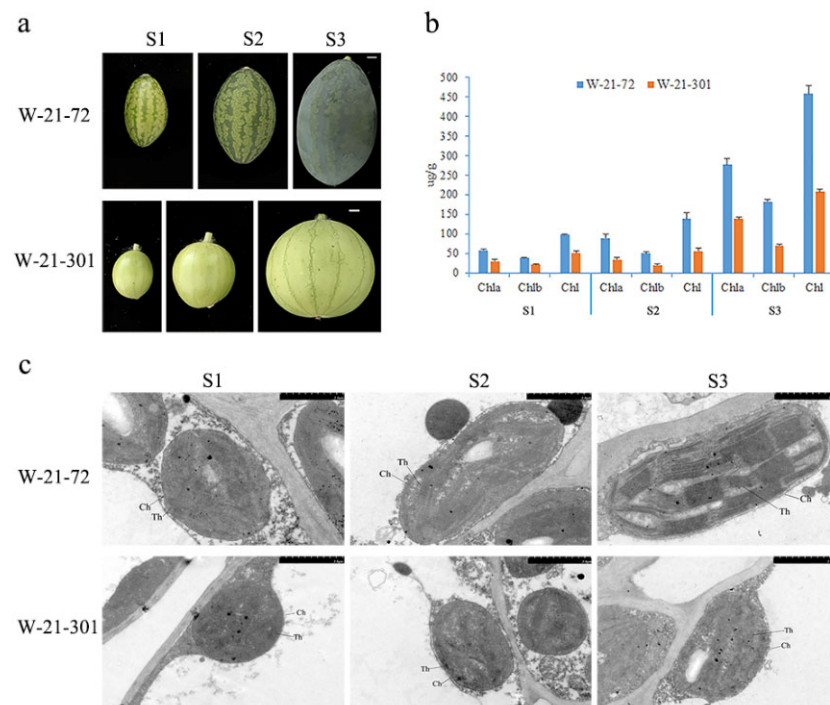 a
S1 S2 S3
W-21-72
W-21-301
b
W-21-72 W-21-301
ug/g
500
450
400
350
300
250
200
150
100
50
0
Chla Chlb Chl Chla Chlb Chl Chla Chlb Chl
S1 S2 S3
c
S1 S2 S3
W-21-72
Ch
Th
Th
Ch
Ch
Th
W-21-301
Ch
Th
Th
Ch
Th
Ch